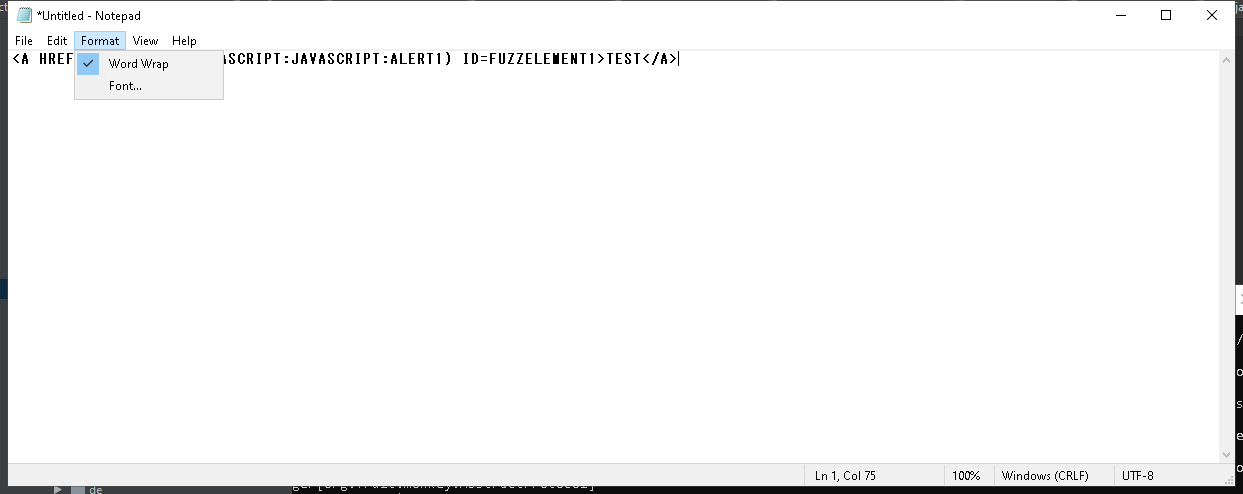 *Untitled - Notepad
File Edit Format View Help
<A HREF ASCRIPT:JAVASCRIPT:ALERT1) ID=FUZZELEMENT1>TEST</A>
Word Wrap
Font...
Ln 1, Col 75 100% Windows (CRLF) UTF-8
de